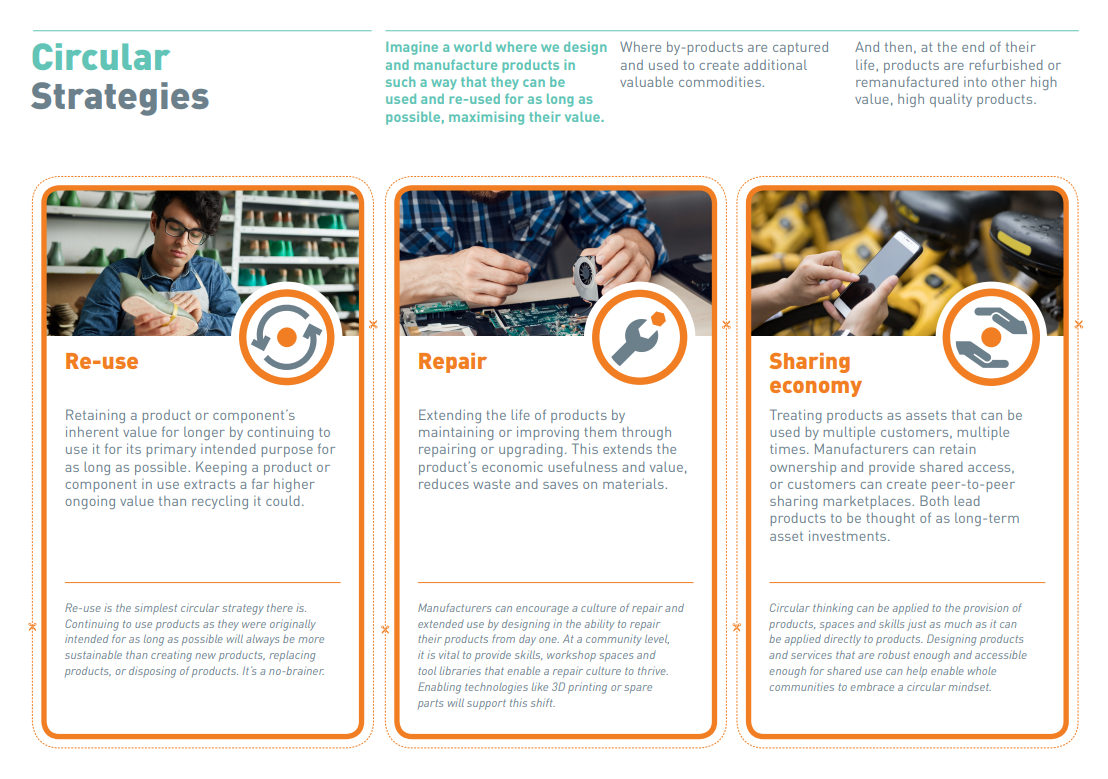 Circular
Strategies
Imagine a world where we design
and manufacture products in
such a way that they can be
used and re-used for as long as
possible, maximising their value.
Where by-products are captured
and used to create additional
valuable commodities.
And then, at the end of their
life, products are refurbished or
remanufactured into other high
value, high quality products.
Re-use
Retaining a product or component's
inherent value for longer by continuing to
use it for its primary intended purpose for
as long as possible. Keeping a product or
component in use extracts a far higher
ongoing value than recycling it could.
Re-use is the simplest circular strategy there is.
Continuing to use products as they were originally
intended for as long as possible will always be more
sustainable than creating new products, replacing
products, or disposing of products. It's a no-brainer.
Repair
Extending the life of products by
maintaining or improving them through
repairing or upgrading. This extends the
product's economic usefulness and value,
reduces waste and saves on materials.
Manufacturers can encourage a culture of repair and
extended use by designing in the ability to repair
their products from day one. At a community level,
it is vital to provide skills, workshop spaces and
tool libraries that enable a repair culture to thrive.
Enabling technologies like 3D printing or spare
parts will support this shift.
Sharing
economy
Treating products as assets that can be
used by multiple customers, multiple
times. Manufacturers can retain
ownership and provide shared access,
or customers can create peer-to-peer
sharing marketplaces. Both lead
products to be thought of as long-term
asset investments.
Circular thinking can be applied to the provision of
products, spaces and skills just as much as it can
be applied directly to products. Designing products
and services that are robust enough and accessible
enough for shared use can help enable whole
communities to embrace a circular mindset.